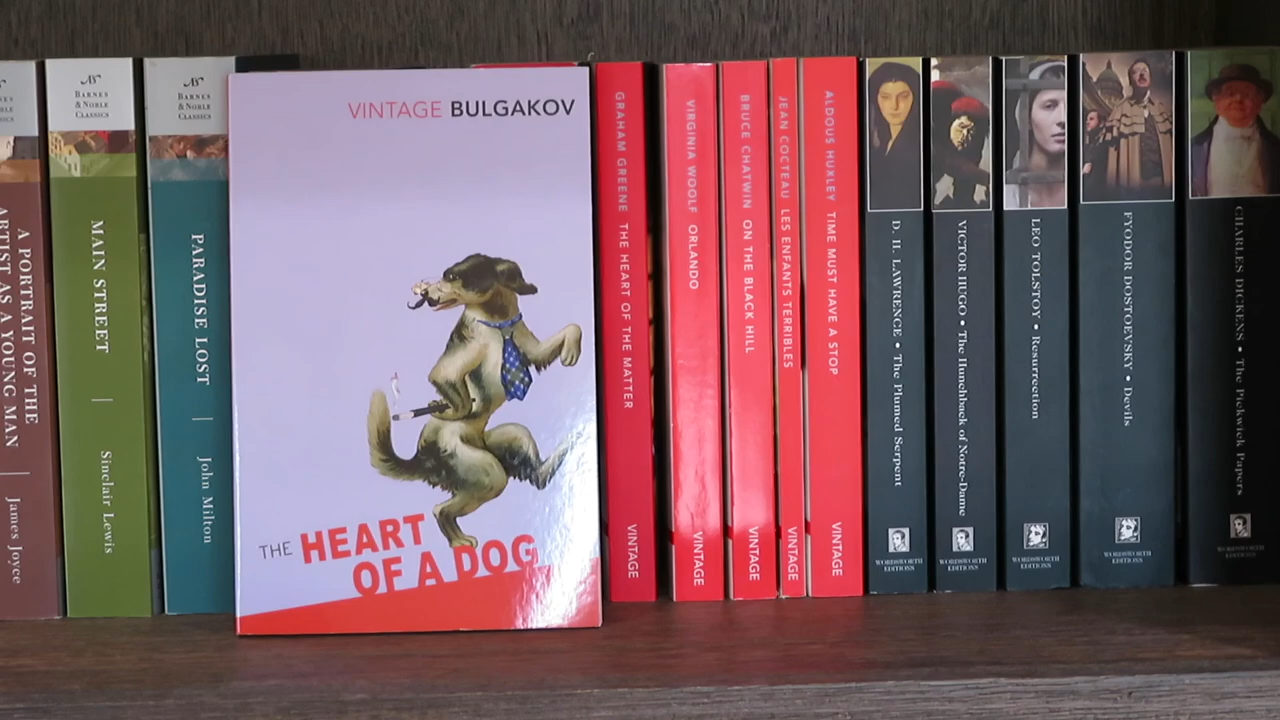 A PORTRAIT OF THE
ARTIST AS A YOUNG MAN
James Joyce
BARNES
& NOBLE
CLASSICS
MAIN STREET
Sinclair Lewis
BARNES
& NOBLE
CLASSICS
PARADISE LOST
John Milton
VINTAGE BULGAKOV
THE HEART
OF A DOG
GRAHAM GREENE THE HEART OF THE MATTER
VINTAGE
VIRGINIA WOOLF ORLANDO
VINTAGE
BRUCE CHATWIN ON THE BLACK HILL
VINTAGE
JEAN COCTEAU LES ENFANTS TERRIBLES
VINTAGE
ALDOUS HUXLEY TIME MUST HAVE A STOP
VINTAGE
D. H. LAWRENCE • The Plumed Serpent
WORDSWORTH
EDITIONS
VICTOR HUGO • The Hunchback of Notre-Dame
WORDSWORTH
EDITIONS
LEO TOLSTOY • Resurrection
WORDSWORTH
EDITIONS
FYODOR DOSTOEVSKY • Devils
WORDSWORTH
EDITIONS
CHARLES DICKENS • The Pickwick Papers
WORDSWORTH
EDITIONS